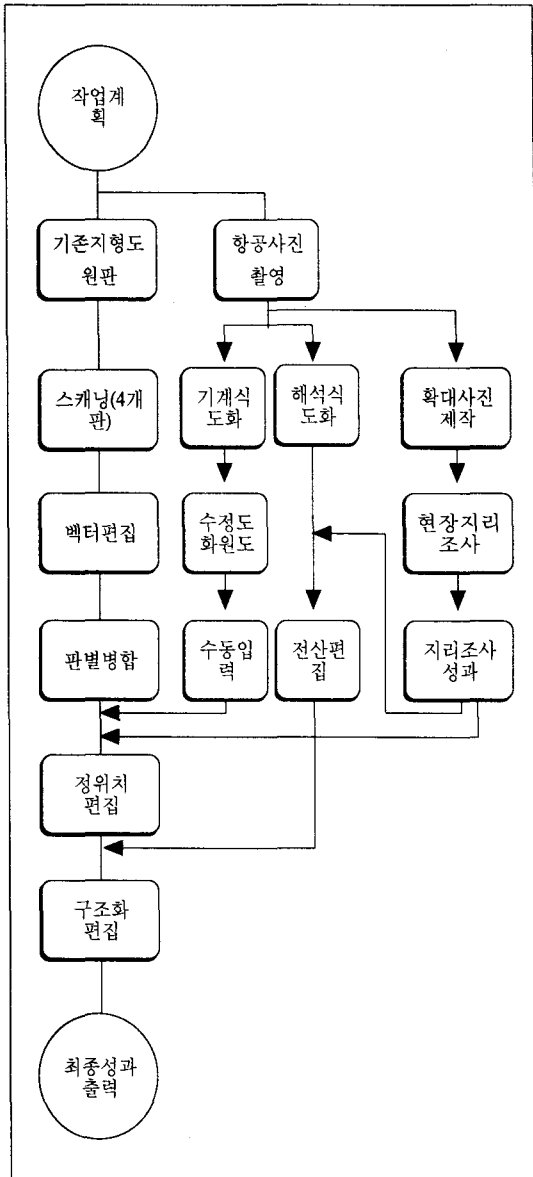 작업계
획
기존지형도
원판
항공사진
촬영
스캐닝(4개
판)
기계식
도화
해석식
도화
확대사진
제작
벡터편집
수정도
화원도
현장지리
조사
판별병합
수동입
력
전산편
집
지리조사
성과
정위치
편집
구조화
편집
최종성과
출력